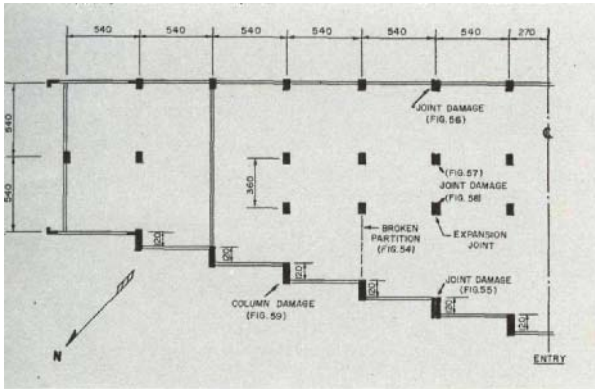 540 540 540 540 540 540 270
JOINT DAMAGE
(FIG. 56)
540
540
360
(FIG. 57)
JOINT DAMAGE
(FIG. 58)
BROKEN
PARTITION
(FIG. 54)
EXPANSION
JOINT
120
120
120
120
120
120
COLUMN DAMAGE
(FIG. 59)
JOINT DAMAGE
(FIG. 55)
N
ENTRY